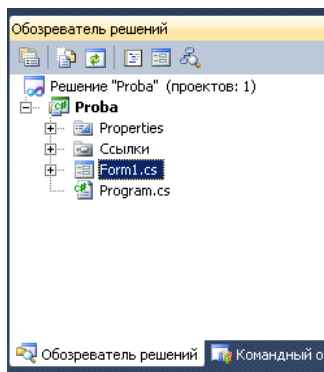 Обозреватель решений
Решение "Proba" (проектов: 1)
Proba
Properties
Ссылки
Form1.cs
Program.cs
Обозреватель решений Командный о